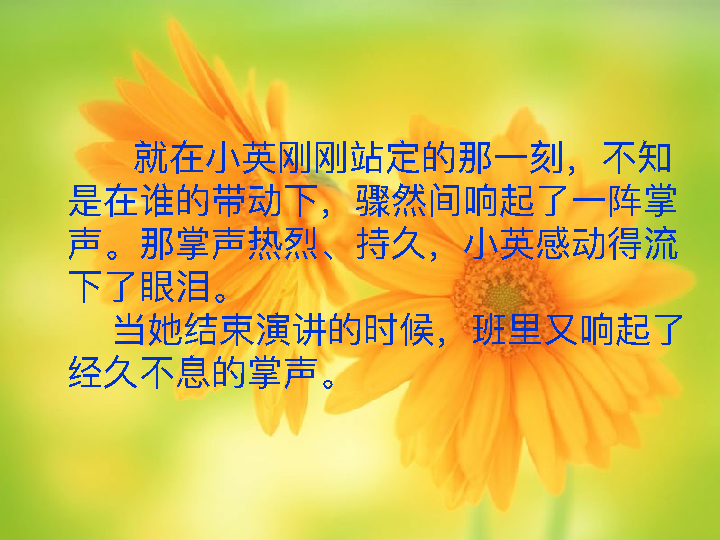 就在小英刚刚站定的那一刻，不知
是在谁的带动下，骤然间响起了一阵掌
声。那掌声热烈、持久，小英感动得流
下了眼泪。
当她结束演讲的时候，班里又响起了
经久不息的掌声。